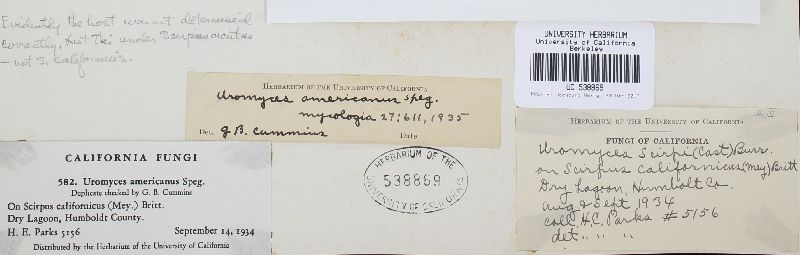 Evidently the host was not determined
correctly, put this under Scirpus acutus
– not S. californicus.
HERBARIUM OF THE UNIVERSITY OF CALIFORNIA
Uromyces americanus Speg.
Mycologia 27:611, 1935
Det. G B. Cummins Date
CALIFORNIA FUNGI
582. Uromyces americanus Speg.
Duplicate checked by G. B. Cummins
On Scirpus californicus (Mey.) Britt.
Dry Lagoon, Humboldt County.
H. E. Parks 5156 September 14, 1934
Distributed by the Herbarium of the University of California
HERBARIUM OF THE
538869
UNIVERSITY OF CALIFORNIA
UNIVERSITY HERBARIUM
University of California
Berkeley
UC 538869
II, III
HERBARIUM OF THE UNIVERSITY OF CALIFORNIA
FUNGI OF CALIFORNIA
Uromyces Scirpi (Cast) Burr.
on Scirpus californicus (Mey) Britt
Dry Lagoon, Humbolt Co.
Aug & Sept 1934
Coll. H.E. Parks # 5156
det. " " "